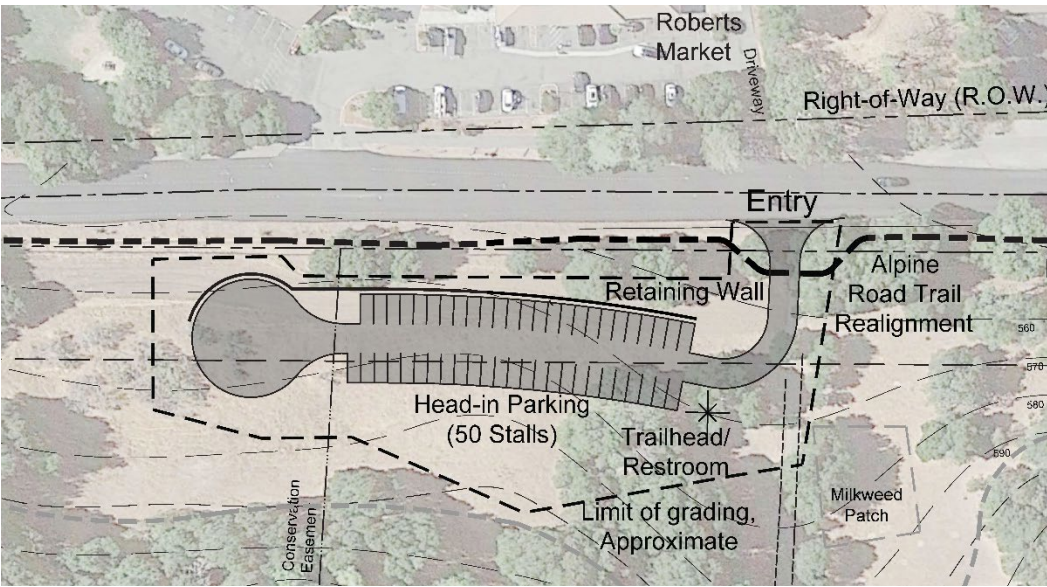 Roberts
Market
Driveway
Right-of-Way (R.O.W.)
Entry
Retaining Wall
Alpine
Road Trail
Realignment
560
570
580
590
Head-in Parking
(50 Stalls)
Trailhead/
Restroom
Milkweed
Patch
Limit of grading,
Approximate
Conservation
Easemen